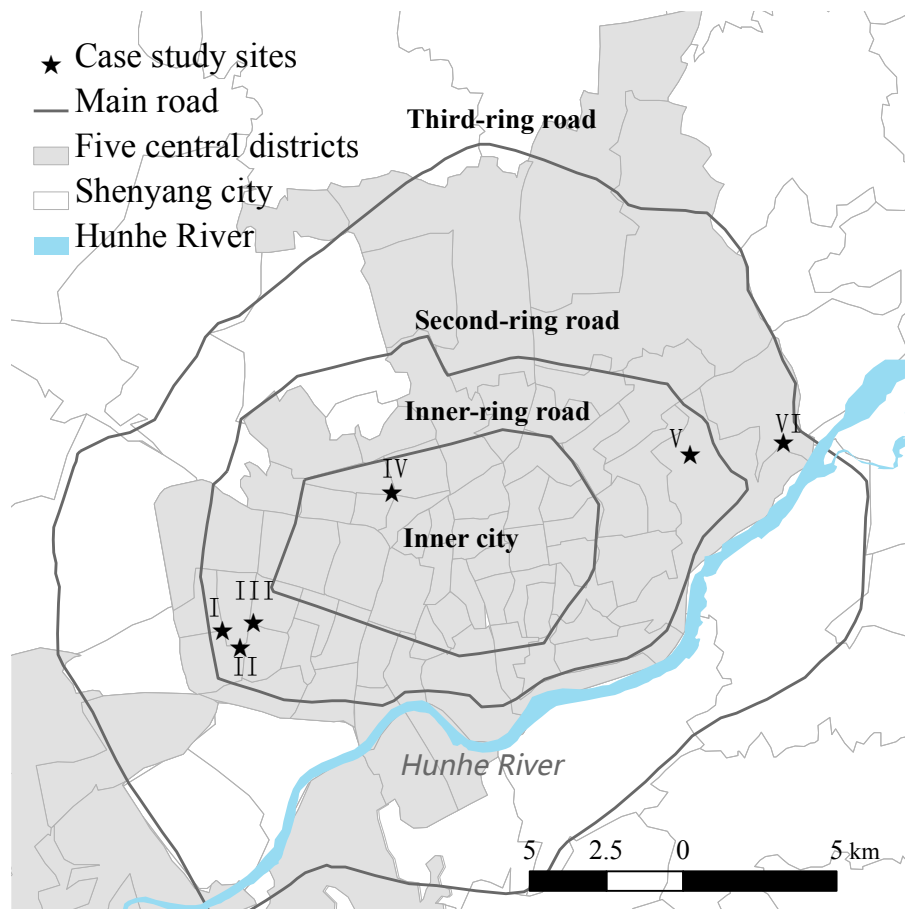 Case study sites
Main road
Five central districts
Shenyang city
Hunhe River
Third-ring road
Second-ring road
Inner-ring road
IV
V
VI
Inner city
III
I
II
Hunhe River
5 2.5 0 5 km